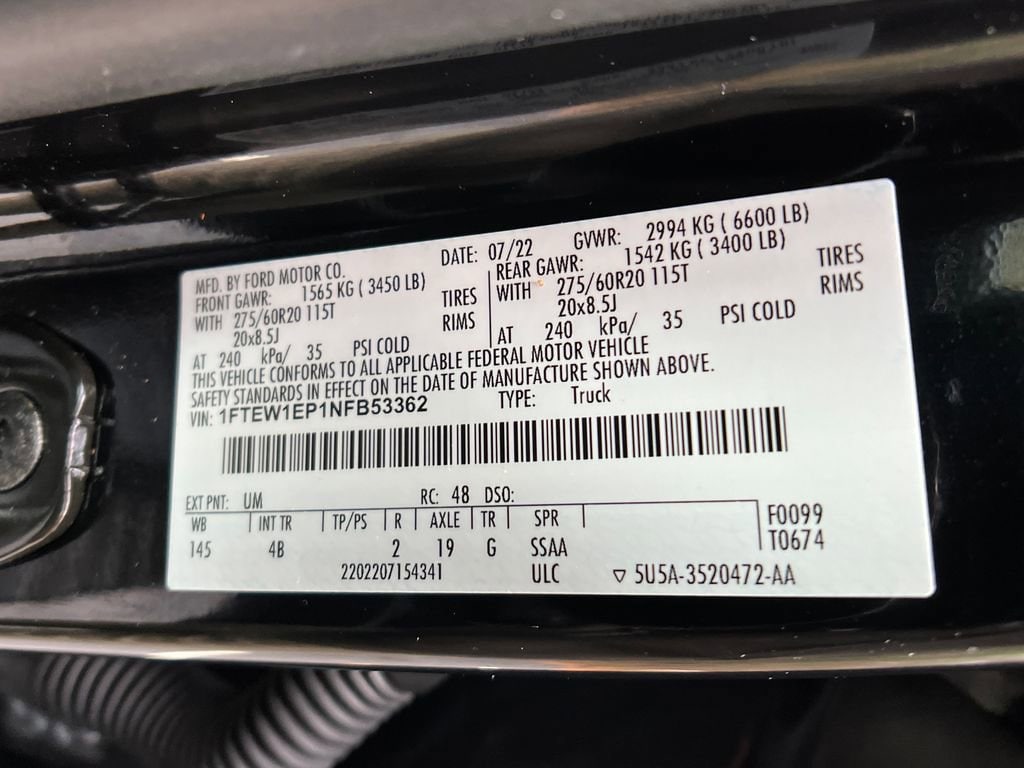 MFD. BY FORD MOTOR CO. DATE: 07/22 GVWR: 2994 KG ( 6600 LB)
FRONT GAWR: 1565 KG ( 3450 LB) REAR GAWR: 1542 KG ( 3400 LB)
WITH 275/60R20 115T TIRES WITH 275/60R20 115T TIRES
20x8.5J RIMS 20x8.5J RIMS
AT 240 kPa/ 35 PSI COLD AT 240 kPa/ 35 PSI COLD
THIS VEHICLE CONFORMS TO ALL APPLICABLE FEDERAL MOTOR VEHICLE
SAFETY STANDARDS IN EFFECT ON THE DATE OF MANUFACTURE SHOWN ABOVE.
VIN: 1FTEW1EP1NFB53362 TYPE: Truck
EXT PNT: UM RC: 48 DSO:
WB INT TR TP/PS R AXLE TR SPR F0099
145 4B 2 19 G SSAA T0674
2202207154341 ULC ▽ 5U5A-3520472-AA